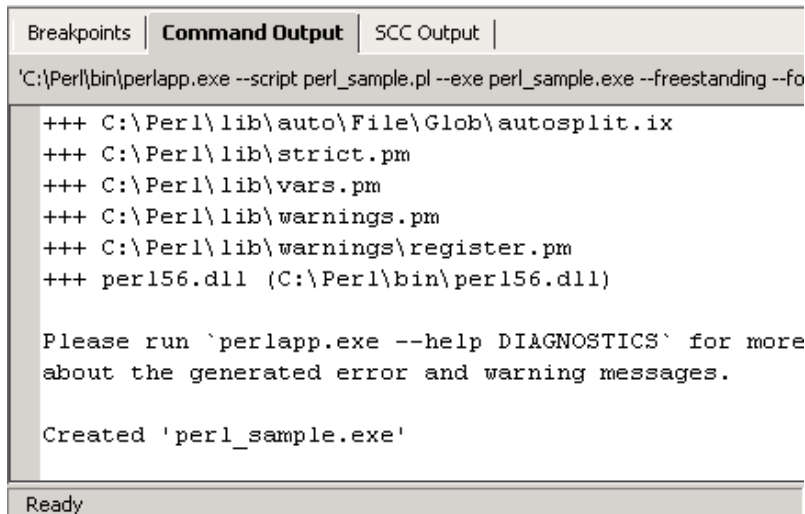 Breakpoints Command Output SCC Output
'C:\Perl\bin\perlapp.exe --script perl_sample.pl --exe perl_sample.exe --freestanding --fo
+++ C:\Perl\lib\auto\File\Glob\autosplit.ix
+++ C:\Perl\lib\strict.pm
+++ C:\Perl\lib\vars.pm
+++ C:\Perl\lib\warnings.pm
+++ C:\Perl\lib\warnings\register.pm
+++ perl56.dll (C:\Perl\bin\perl56.dll)
Please run `perlapp.exe --help DIAGNOSTICS` for more
about the generated error and warning messages.
Created 'perl_sample.exe'
Ready